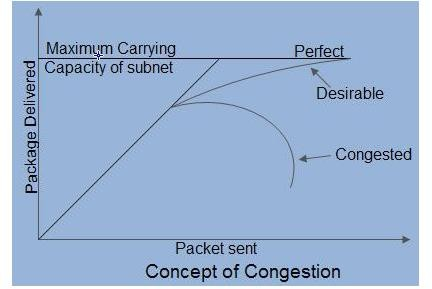 Maximum Carrying
Capacity of subnet
Perfect
Desirable
Congested
Package Delivered
Packet sent
Concept of Congestion